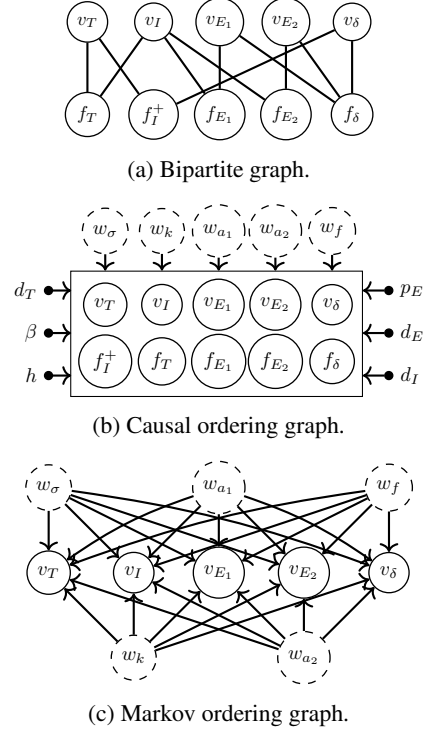 v_T v_I v_{E_1} v_{E_2} v_δ
f_T f_I^+ f_{E_1} f_{E_2} f_δ
(a) Bipartite graph.
w_σ w_k w_{a_1} w_{a_2} w_f
d_T v_T v_I v_{E_1} v_{E_2} v_δ p_E
β d_E
f_I^+ f_T f_{E_1} f_{E_2} f_δ
h d_I
(b) Causal ordering graph.
w_σ w_{a_1} w_f
v_T v_I v_{E_1} v_{E_2} v_δ
w_k w_{a_2}
(c) Markov ordering graph.